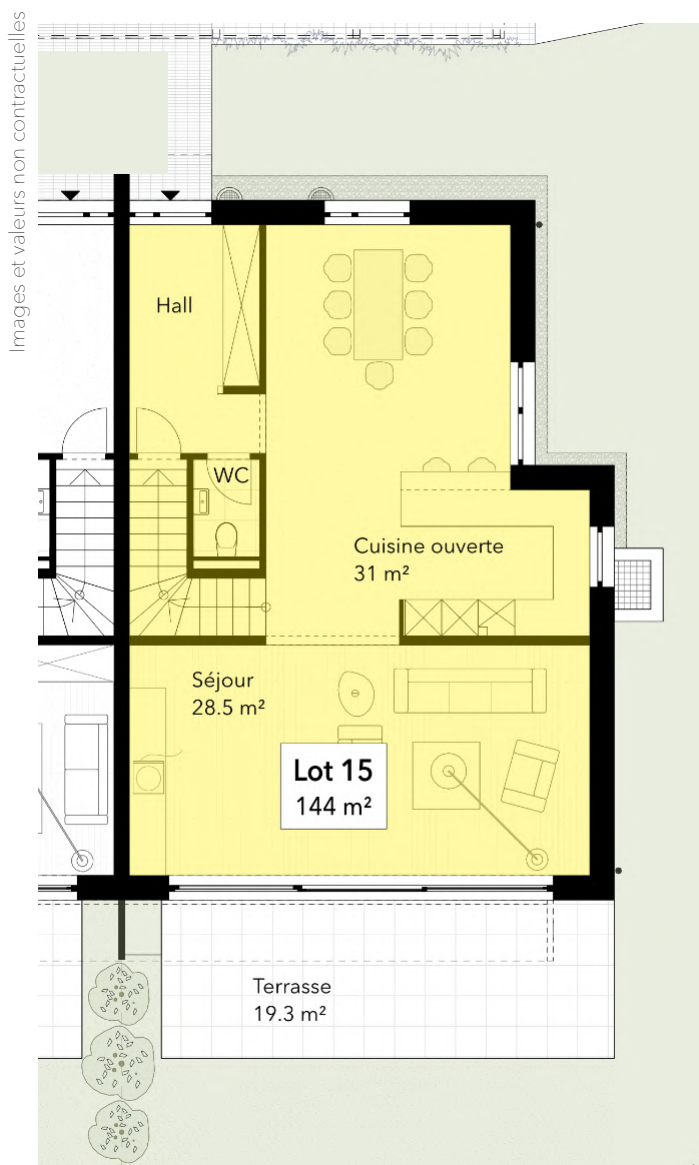 Images et valeurs non contractuelles
Hall
WC
Cuisine ouverte
31 m²
Séjour
28.5 m²
Lot 15
144 m²
Terrasse
19.3 m²